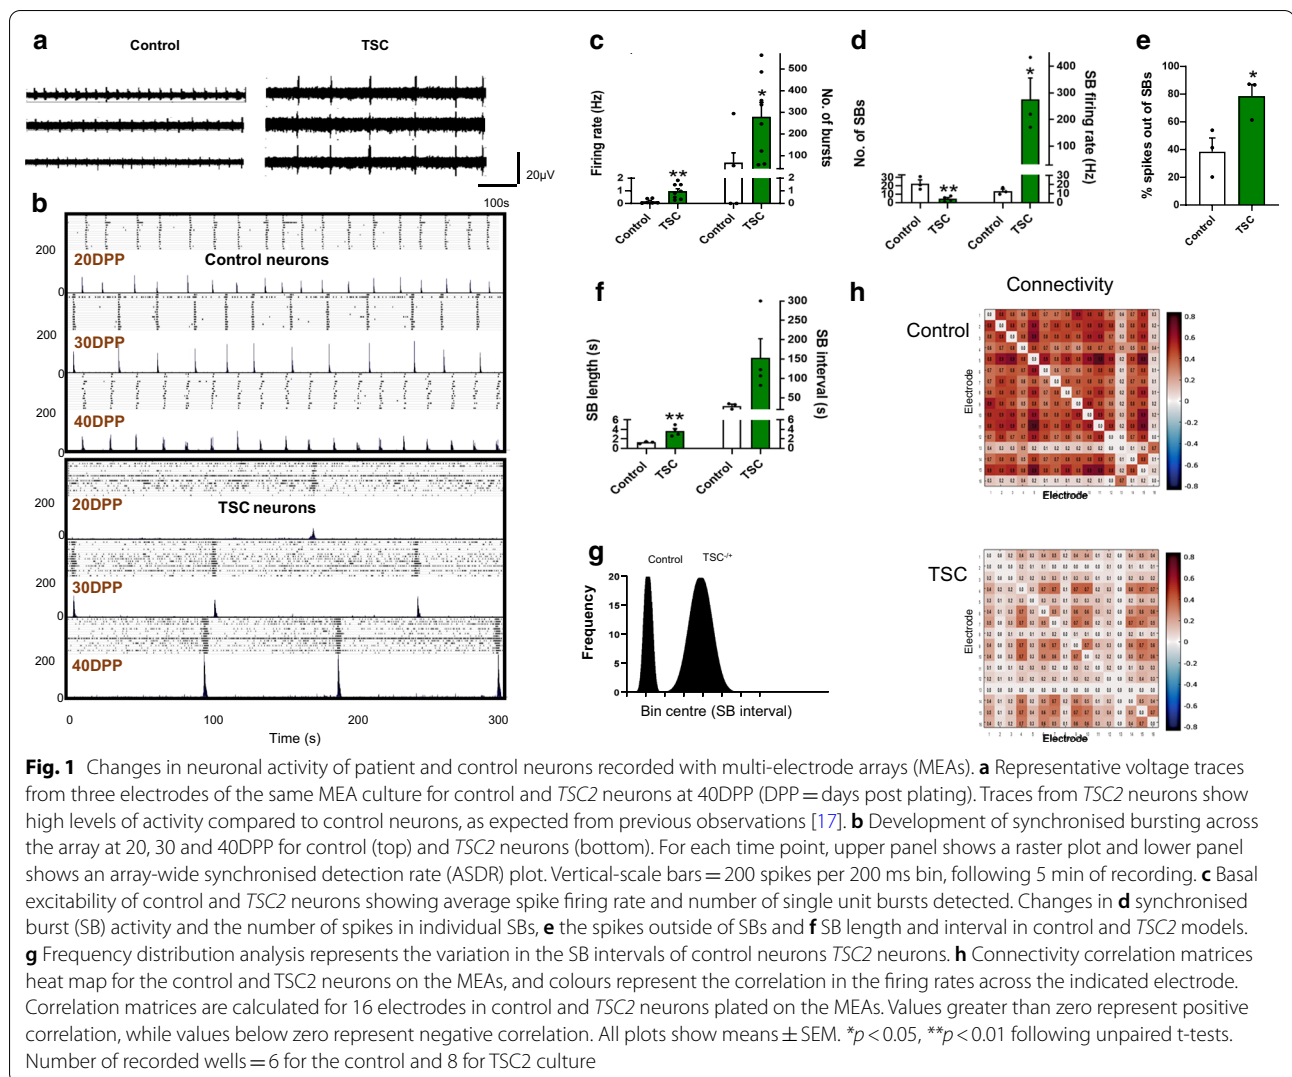 a
Control
TSC
20µV
100s
b
200
20DPP
Control neurons
0
200
30DPP
0
200
40DPP
0
200
20DPP
TSC neurons
0
200
30DPP
0
200
40DPP
0
0 100 200 300
Time (s)
c
Firing rate (Hz)
2
1
0
**
*
500
400
300
200
100
2
1
0
No. of bursts
Control TSC Control TSC
d
No. of SBs
30
20
10
0
**
*
400
300
200
100
20
10
0
SB firing rate (Hz)
Control TSC Control TSC
e
% spikes out of SBs
100
80
60
40
20
0
*
Control TSC
f
SB length (s)
6
4
2
0
**
300
250
200
150
100
50
6
4
2
0
SB interval (s)
Control TSC Control TSC
g
Control TSC-/+
Frequency
20
15
10
5
0
Bin centre (SB interval)
h
Connectivity
Control
Electrode
Electrode
0.8
0.6
0.4
0.2
0
-0.2
-0.4
-0.6
-0.8
TSC
Electrode
Electrode
0.8
0.6
0.4
0.2
0
-0.2
-0.4
-0.6
-0.8
Fig. 1 Changes in neuronal activity of patient and control neurons recorded with multi-electrode arrays (MEAs). a Representative voltage traces
from three electrodes of the same MEA culture for control and TSC2 neurons at 40DPP (DPP = days post plating). Traces from TSC2 neurons show
high levels of activity compared to control neurons, as expected from previous observations [17]. b Development of synchronised bursting across
the array at 20, 30 and 40DPP for control (top) and TSC2 neurons (bottom). For each time point, upper panel shows a raster plot and lower panel
shows an array-wide synchronised detection rate (ASDR) plot. Vertical-scale bars = 200 spikes per 200 ms bin, following 5 min of recording. c Basal
excitability of control and TSC2 neurons showing average spike firing rate and number of single unit bursts detected. Changes in d synchronised
burst (SB) activity and the number of spikes in individual SBs, e the spikes outside of SBs and f SB length and interval in control and TSC2 models.
g Frequency distribution analysis represents the variation in the SB intervals of control neurons TSC2 neurons. h Connectivity correlation matrices
heat map for the control and TSC2 neurons on the MEAs, and colours represent the correlation in the firing rates across the indicated electrode.
Correlation matrices are calculated for 16 electrodes in control and TSC2 neurons plated on the MEAs. Values greater than zero represent positive
correlation, while values below zero represent negative correlation. All plots show means ± SEM. *p < 0.05, **p < 0.01 following unpaired t-tests.
Number of recorded wells = 6 for the control and 8 for TSC2 culture